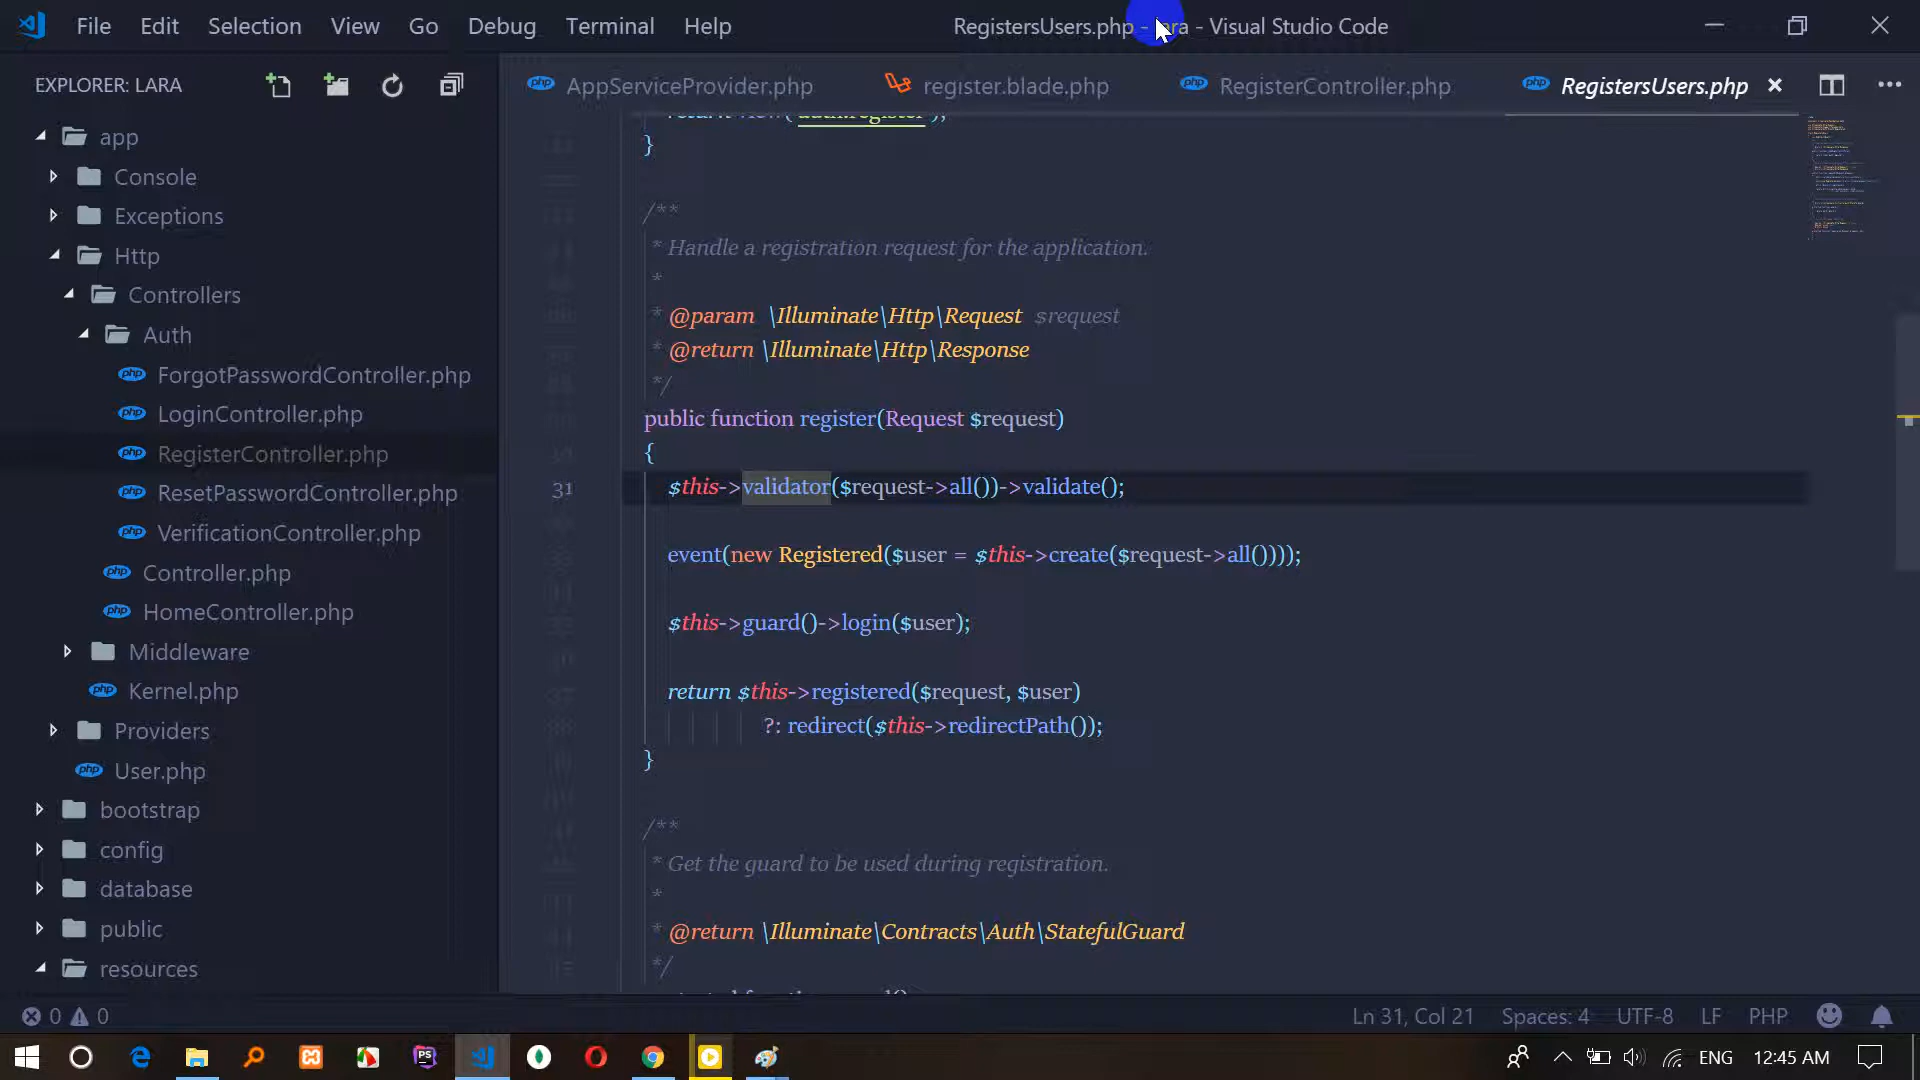 File Edit Selection View Go Debug Terminal Help
RegistersUsers.php - lara - Visual Studio Code
EXPLORER: LARA
AppServiceProvider.php
register.blade.php
RegisterController.php
RegistersUsers.php
app
Console
Exceptions
Http
Controllers
Auth
ForgotPasswordController.php
LoginController.php
RegisterController.php
ResetPasswordController.php
VerificationController.php
Controller.php
HomeController.php
Middleware
Kernel.php
Providers
User.php
bootstrap
config
database
public
resources
}
/**
* Handle a registration request for the application.
*
* @param \Illuminate\Http\Request $request
* @return \Illuminate\Http\Response
*/
public function register(Request $request)
{
31 $this->validator($request->all())->validate();
event(new Registered($user = $this->create($request->all())));
$this->guard()->login($user);
return $this->registered($request, $user)
?: redirect($this->redirectPath());
}
/**
* Get the guard to be used during registration.
*
* @return \Illuminate\Contracts\Auth\StatefulGuard
*/
0 0
Ln 31, Col 21 Spaces: 4 UTF-8 LF PHP
ENG 12:45 AM